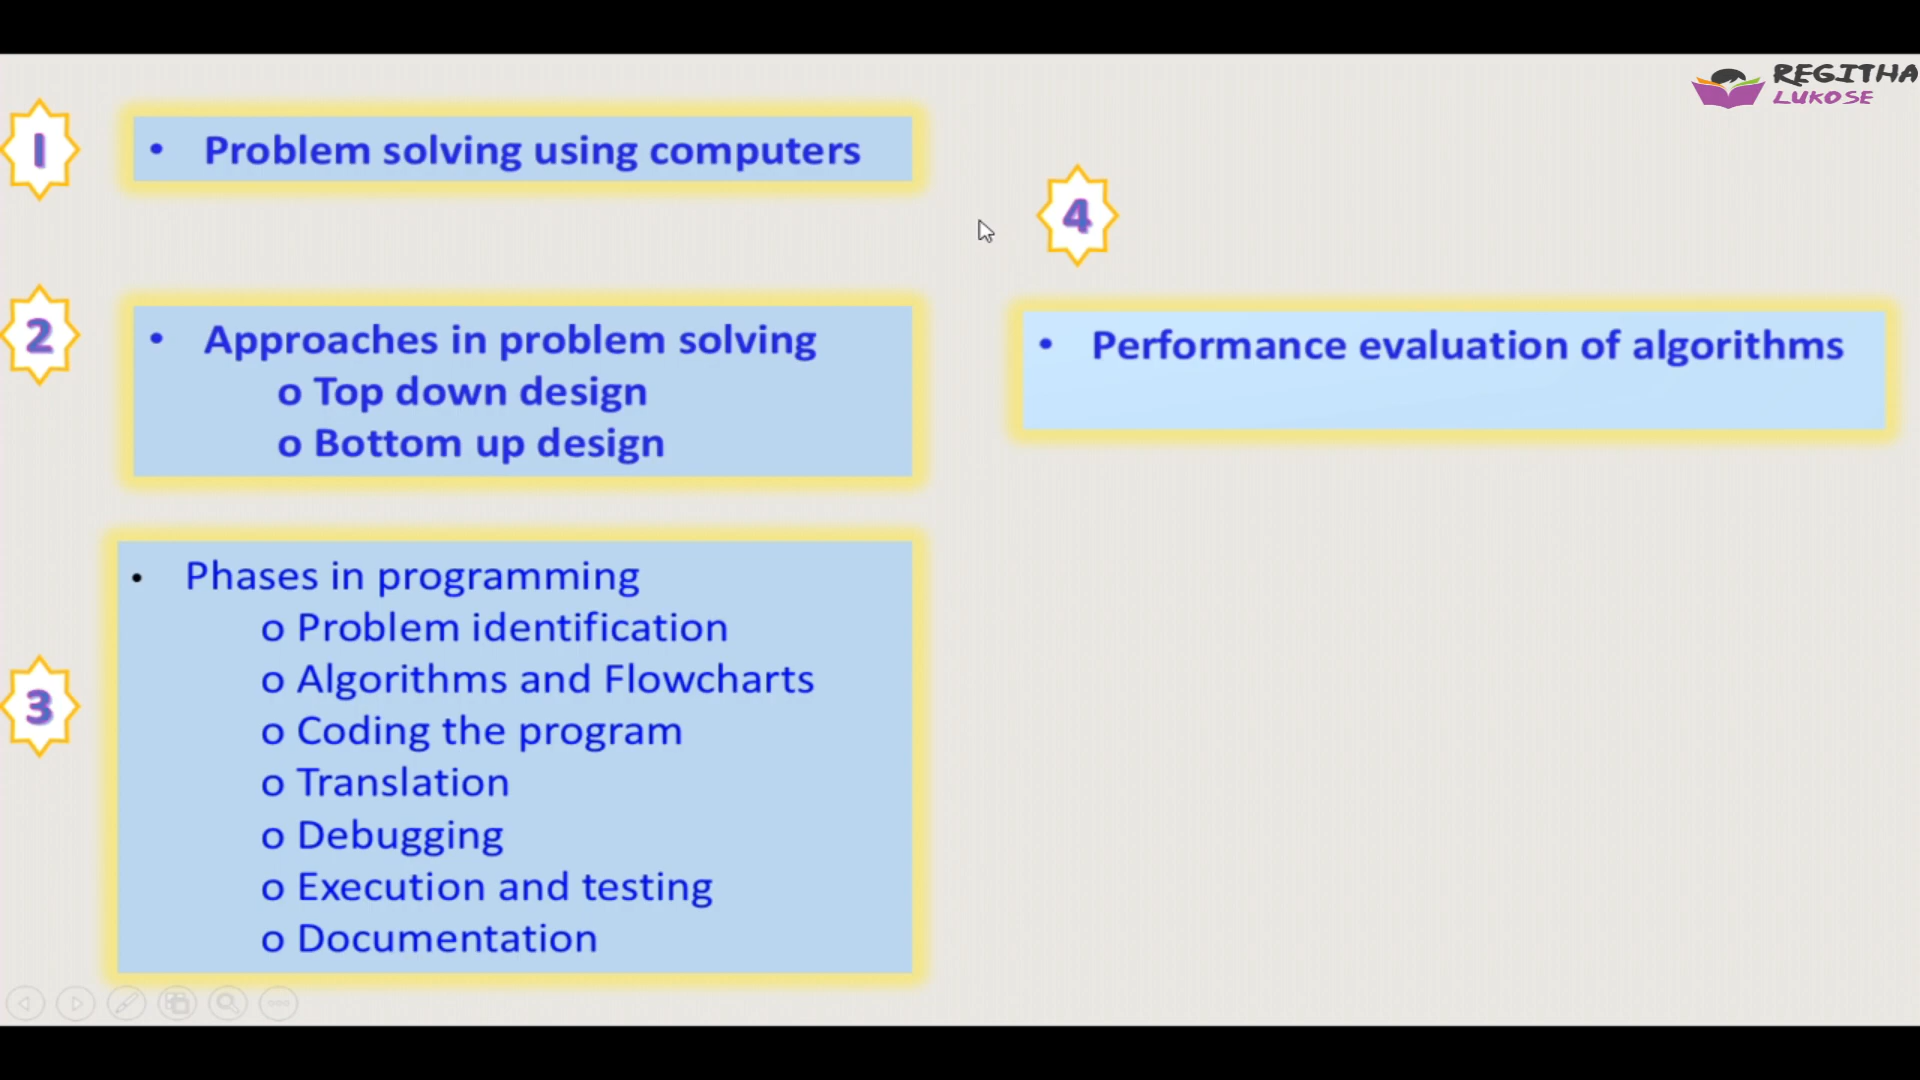 REGITHA
LUKOSE
1
• Problem solving using computers
2
• Approaches in problem solving
o Top down design
o Bottom up design
3
• Phases in programming
o Problem identification
o Algorithms and Flowcharts
o Coding the program
o Translation
o Debugging
o Execution and testing
o Documentation
4
• Performance evaluation of algorithms